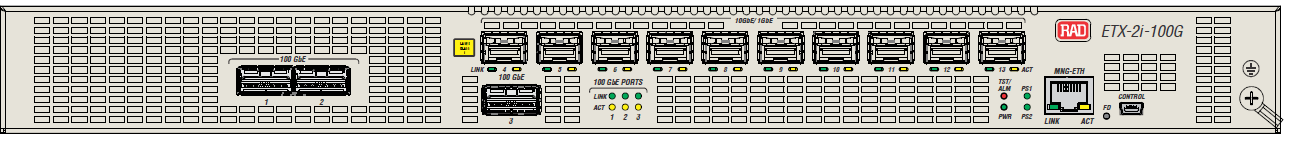 10GbE/ 1GbE
RAD
ETX-2i-100G
100 GbE
1 2
LINK 4 5 6 7 8 9 10 11 12 13 ACT
100 GbE
3
100 GbE PORTS
LINK
ACT
1 2 3
TST/
ALM
PS1
PWR
PS2
MNG-ETH
LINK ACT
FD
CONTROL